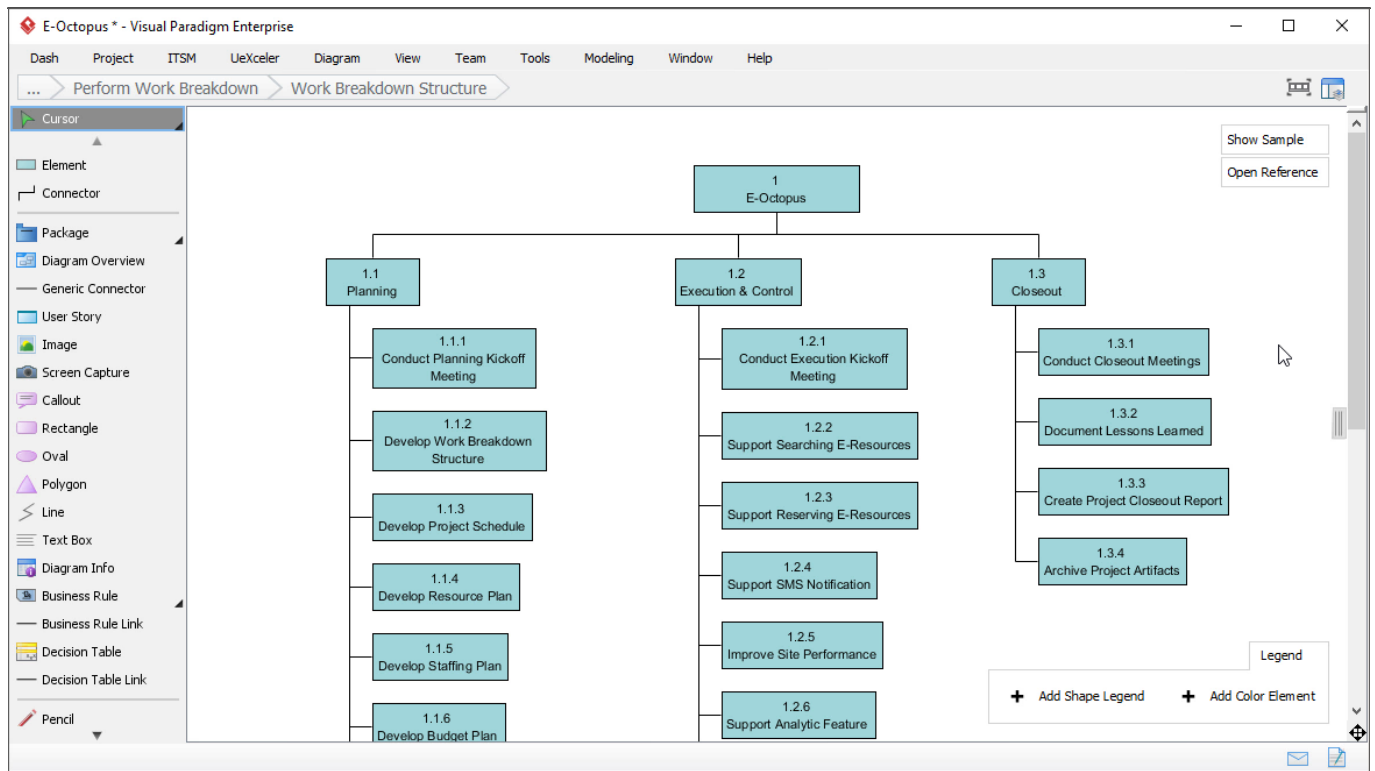 E-Octopus * - Visual Paradigm Enterprise
Dash Project ITSM UeXceler Diagram View Team Tools Modeling Window Help
... Perform Work Breakdown Work Breakdown Structure
Cursor
Element
Connector
Package
Diagram Overview
Generic Connector
User Story
Image
Screen Capture
Callout
Rectangle
Oval
Polygon
Line
Text Box
Diagram Info
Business Rule
Business Rule Link
Decision Table
Decision Table Link
Pencil
Show Sample
Open Reference
1
E-Octopus
1.1
Planning
1.1.1
Conduct Planning Kickoff
Meeting
1.1.2
Develop Work Breakdown
Structure
1.1.3
Develop Project Schedule
1.1.4
Develop Resource Plan
1.1.5
Develop Staffing Plan
1.1.6
Develop Budget Plan
1.2
Execution & Control
1.2.1
Conduct Execution Kickoff
Meeting
1.2.2
Support Searching E-Resources
1.2.3
Support Reserving E-Resources
1.2.4
Support SMS Notification
1.2.5
Improve Site Performance
1.2.6
Support Analytic Feature
1.3
Closeout
1.3.1
Conduct Closeout Meetings
1.3.2
Document Lessons Learned
1.3.3
Create Project Closeout Report
1.3.4
Archive Project Artifacts
Legend
Add Shape Legend Add Color Element